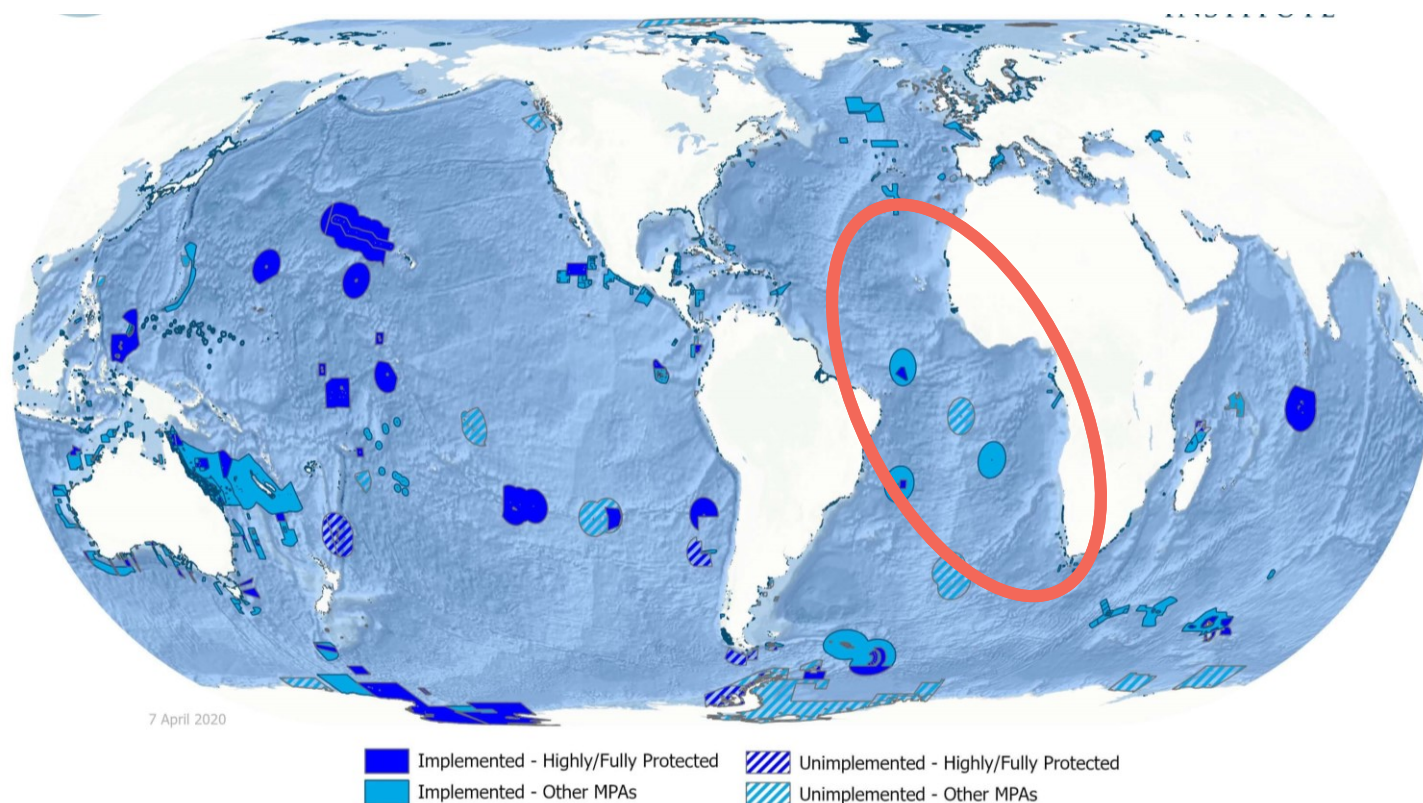 7 April 2020
Implemented - Highly/Fully Protected
Unimplemented - Highly/Fully Protected
Implemented - Other MPAs
Unimplemented - Other MPAs